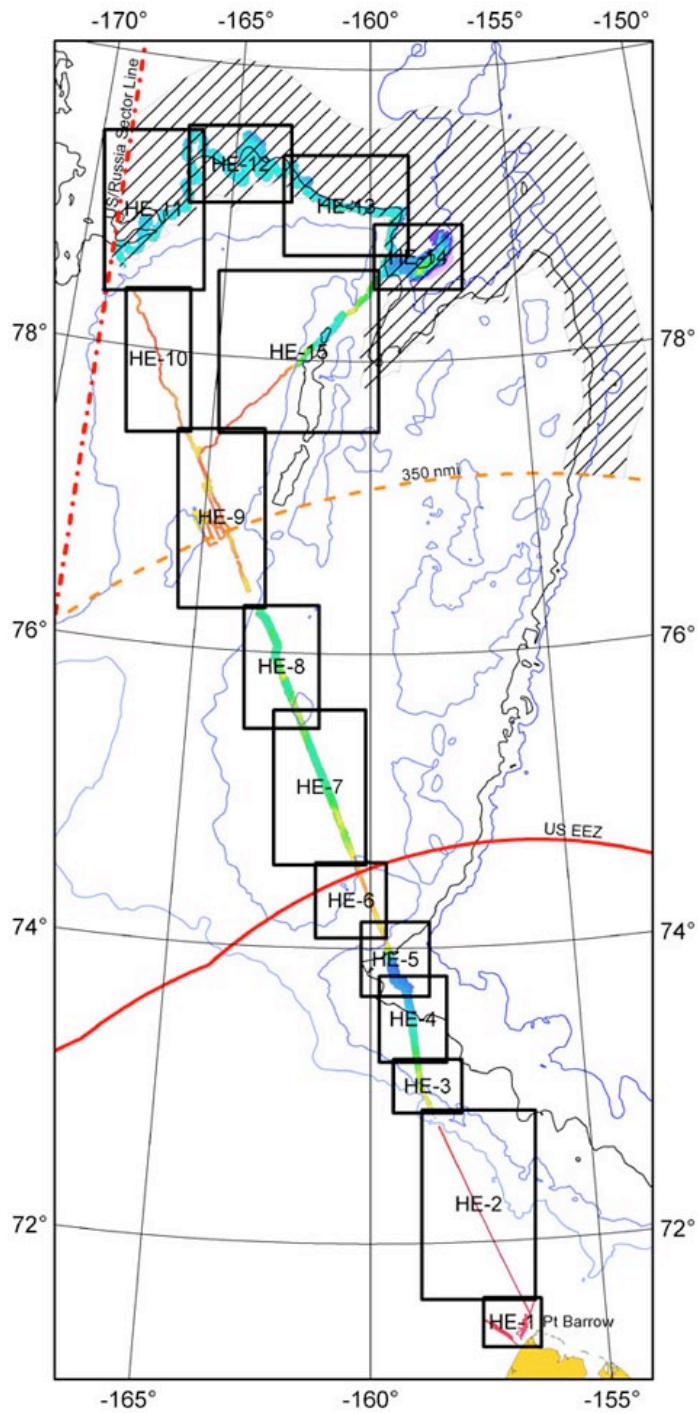 -170° -165° -160° -155° -150°
US/Russia Sector Line
HE-12
HE-11
HE-13
HE-14
78° 78°
HE-10
HE-15
350 nmi
HE-9
76° 76°
HE-8
HE-7
US EEZ
HE-6
74° 74°
HE-5
HE-4
HE-3
HE-2
72° 72°
HE-1 Pt Barrow
-165° -160° -155°